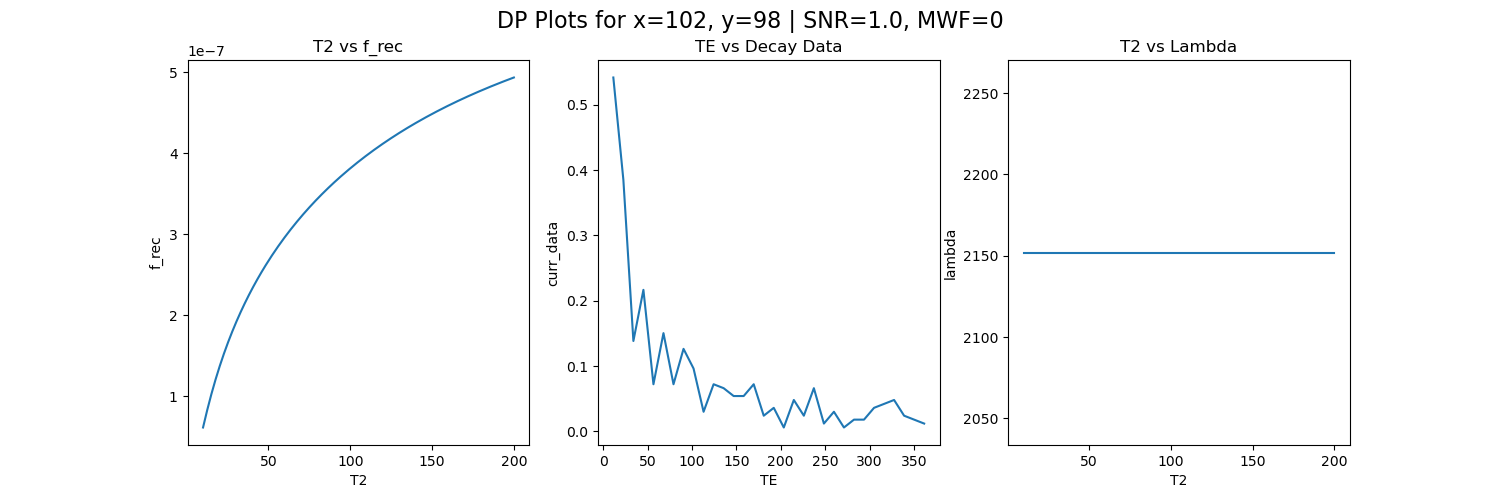 DP Plots for x=102, y=98 | SNR=1.0, MWF=0
T2 vs f_rec
1e−7
5
4
3
2
1
f_rec
50
100
150
200
T2
TE vs Decay Data
0.5
0.4
0.3
0.2
0.1
0.0
curr_data
0
50
100
150
200
250
300
350
TE
T2 vs Lambda
2250
2200
2150
2100
2050
lambda
50
100
150
200
T2